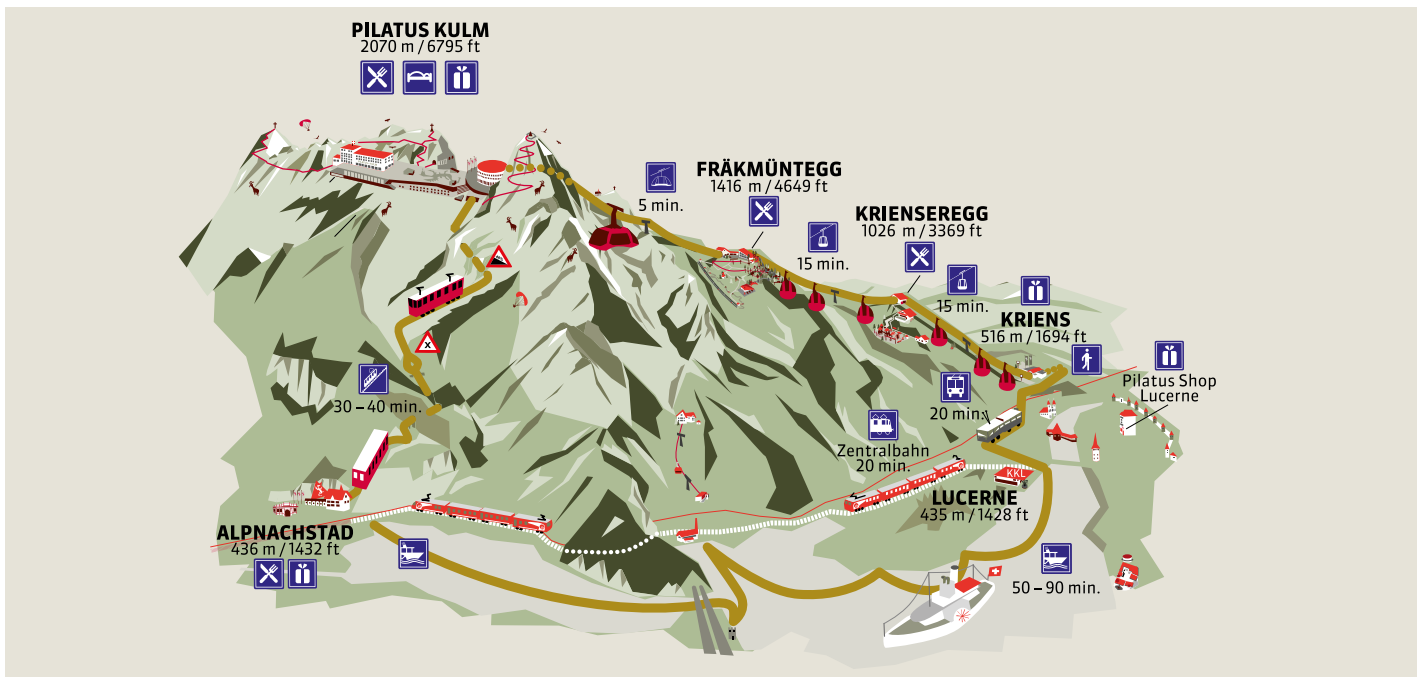 PILATUS KULM
2070 m / 6795 ft
FRÄKMÜNTEGG
1416 m / 4649 ft
5 min.
KRIENSEREGG
1026 m / 3369 ft
15 min.
15 min.
KRIENS
516 m / 1694 ft
Pilatus Shop
Lucerne
X
30 – 40 min.
20 min.
Zentralbahn
20 min.
KKL
LUCERNE
435 m / 1428 ft
ALPNACHSTAD
436 m / 1432 ft
50 – 90 min.